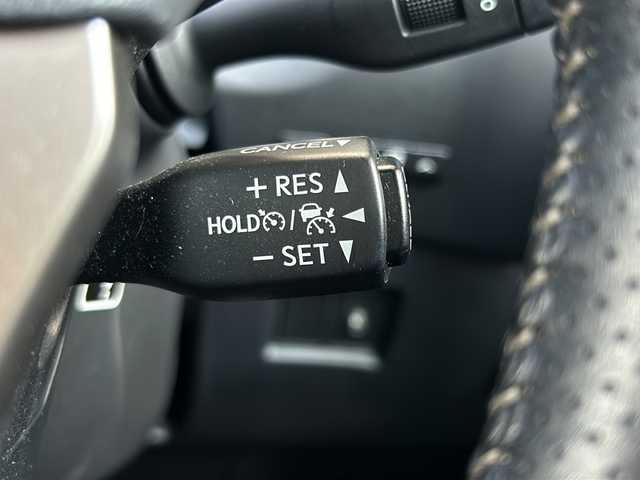 CANCEL
+ RES
HOLD /
− SET